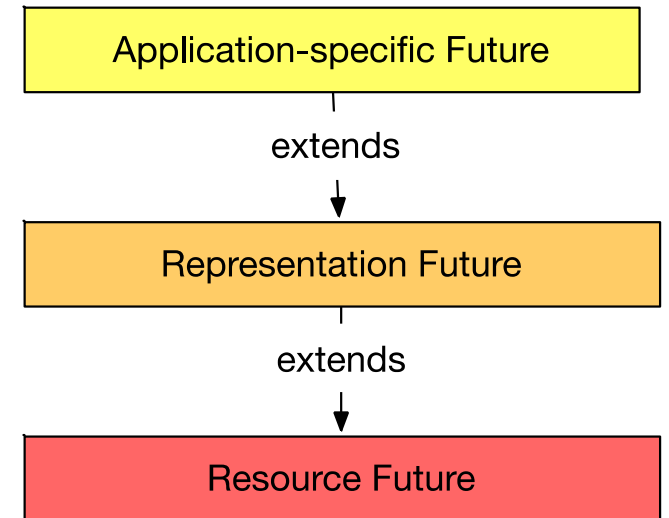 Application-specific Future
extends
Representation Future
extends
Resource Future